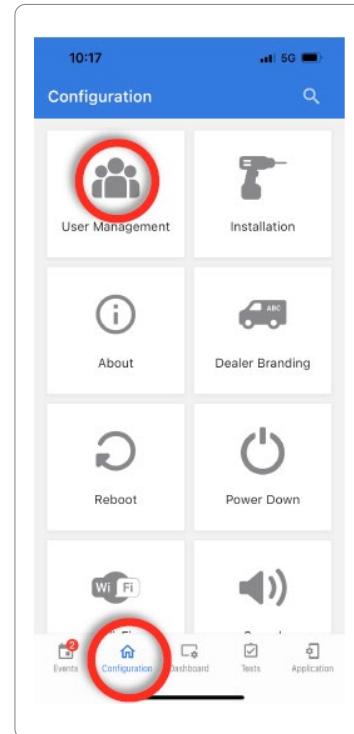 10:17 5G
Configuration
User Management Installation
ABC
About Dealer Branding
Reboot Power Down
Wi Fi
2
Events Configuration Dashboard Tests Application